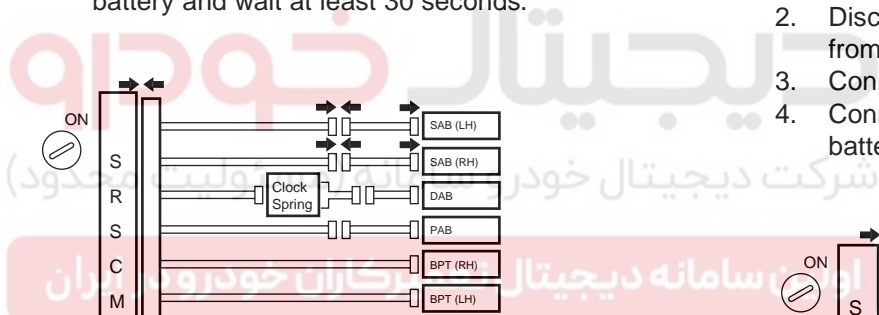 battery and wait at least 30 seconds.
2. Disc
from
3. Con
4. Con
batte
دیجیتال خودرو
شرکت دیجیتال خودرو سامانه (مسئولیت محدود)
اولین سامانه دیجیتال تعمیرکاران خودرو در ایران
ON
S
R
S
C
M
SAB (LH)
SAB (RH)
Clock
Spring
DAB
PAB
BPT (RH)
BPT (LH)
ON
S